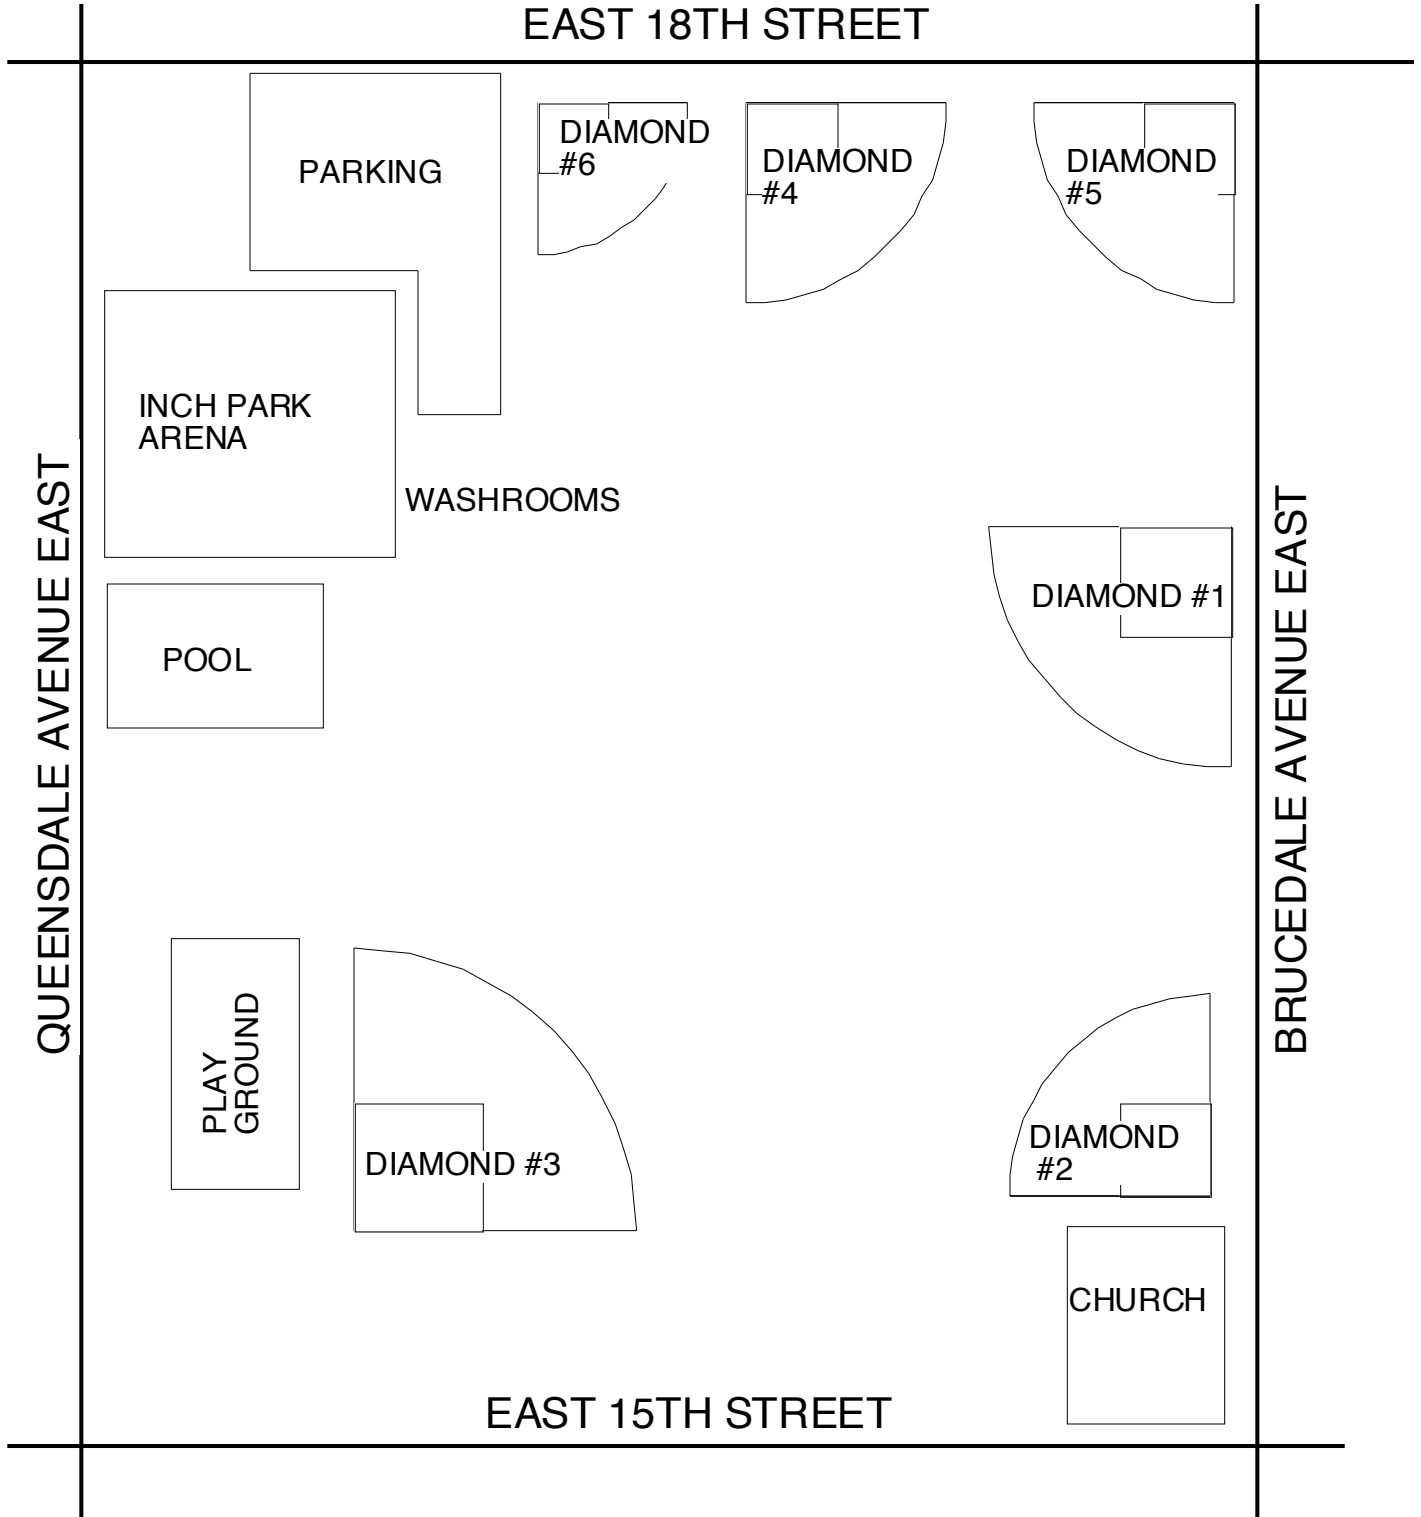 EAST 18TH STREET
DIAMOND
#6
PARKING
DIAMOND
#4
DIAMOND
#5
INCH PARK
ARENA
WASHROOMS
QUEENSDALE AVENUE EAST
BRUCEDALE AVENUE EAST
DIAMOND #1
POOL
PLAY
GROUND
DIAMOND #3
DIAMOND
#2
CHURCH
EAST 15TH STREET